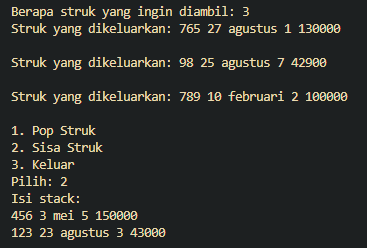 Berapa struk yang ingin diambil: 3
Struk yang dikeluarkan: 765 27 agustus 1 130000
Struk yang dikeluarkan: 98 25 agustus 7 42900
Struk yang dikeluarkan: 789 10 februari 2 100000
1. Pop Struk
2. Sisa Struk
3. Keluar
Pilih: 2
Isi stack:
456 3 mei 5 150000
123 23 agustus 3 43000